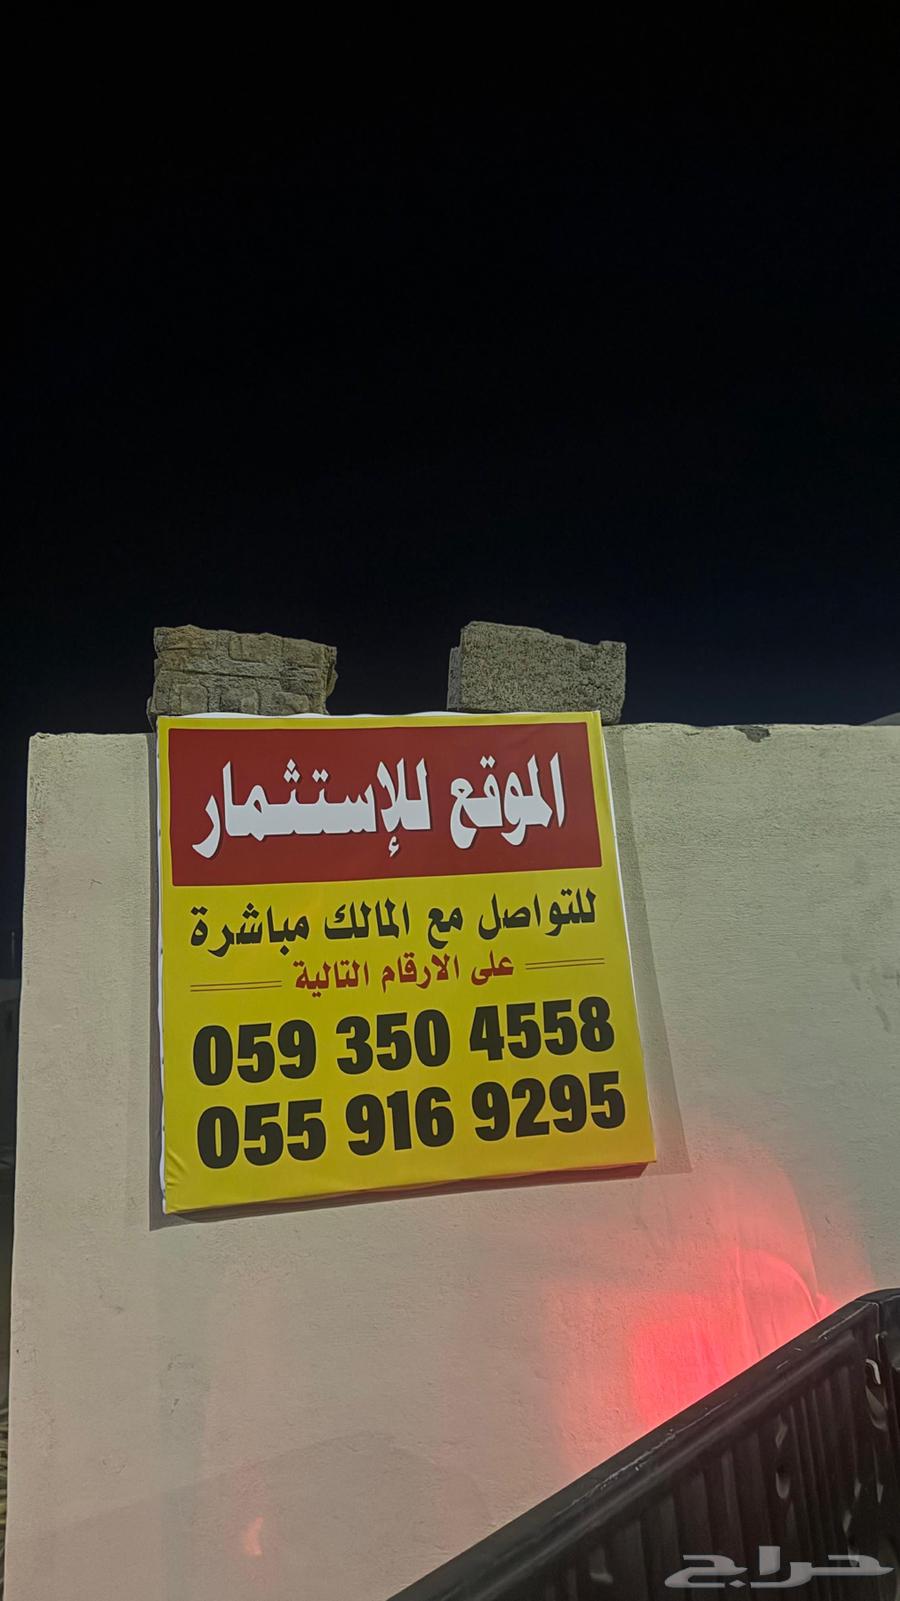 الموقع للإستثمار
للتواصل مع المالك مباشرة
على الارقام التالية
059 350 4558
055 916 9295
حراج